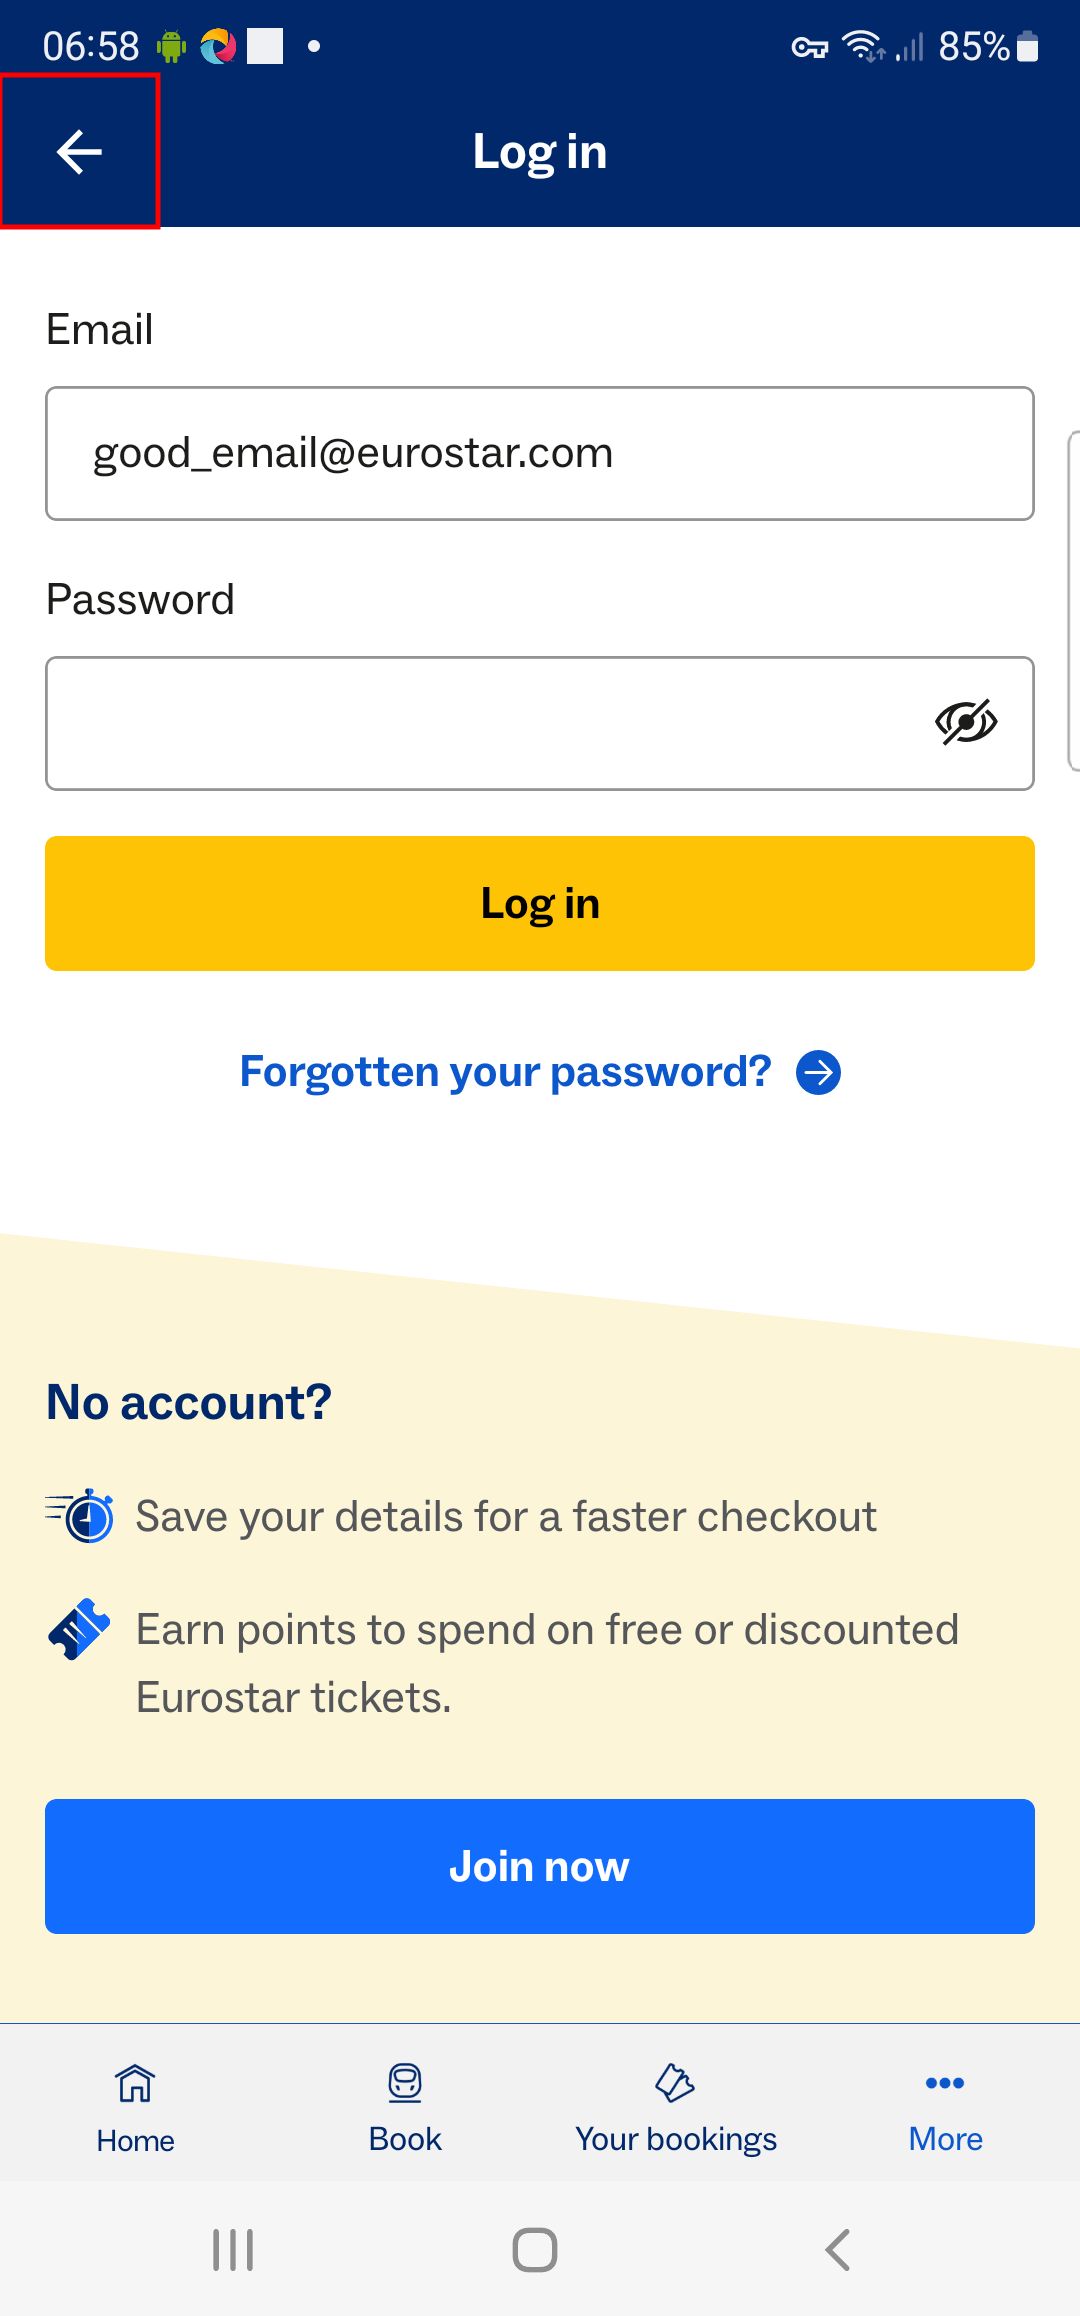 06:58
85%
Log in
Email
good_email@eurostar.com
Password
Log in
Forgotten your password?
No account?
Save your details for a faster checkout
Earn points to spend on free or discounted
Eurostar tickets.
Join now
Home
Book
Your bookings
More